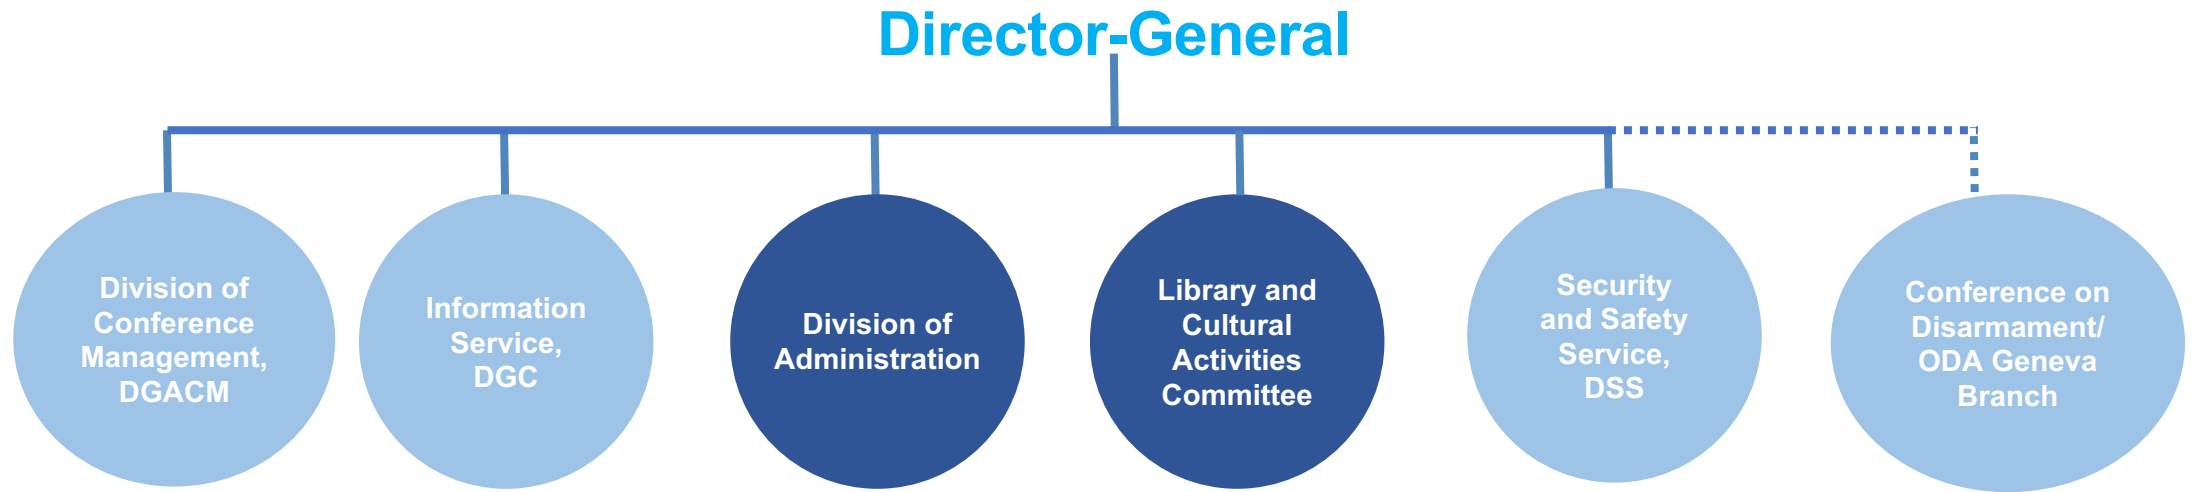 Director-General
Division of
Conference
Management,
DGACM
Information
Service,
DGC
Division of
Administration
Library and
Cultural
Activities
Committee
Security
and Safety
Service,
DSS
Conference on
Disarmament/
ODA Geneva
Branch